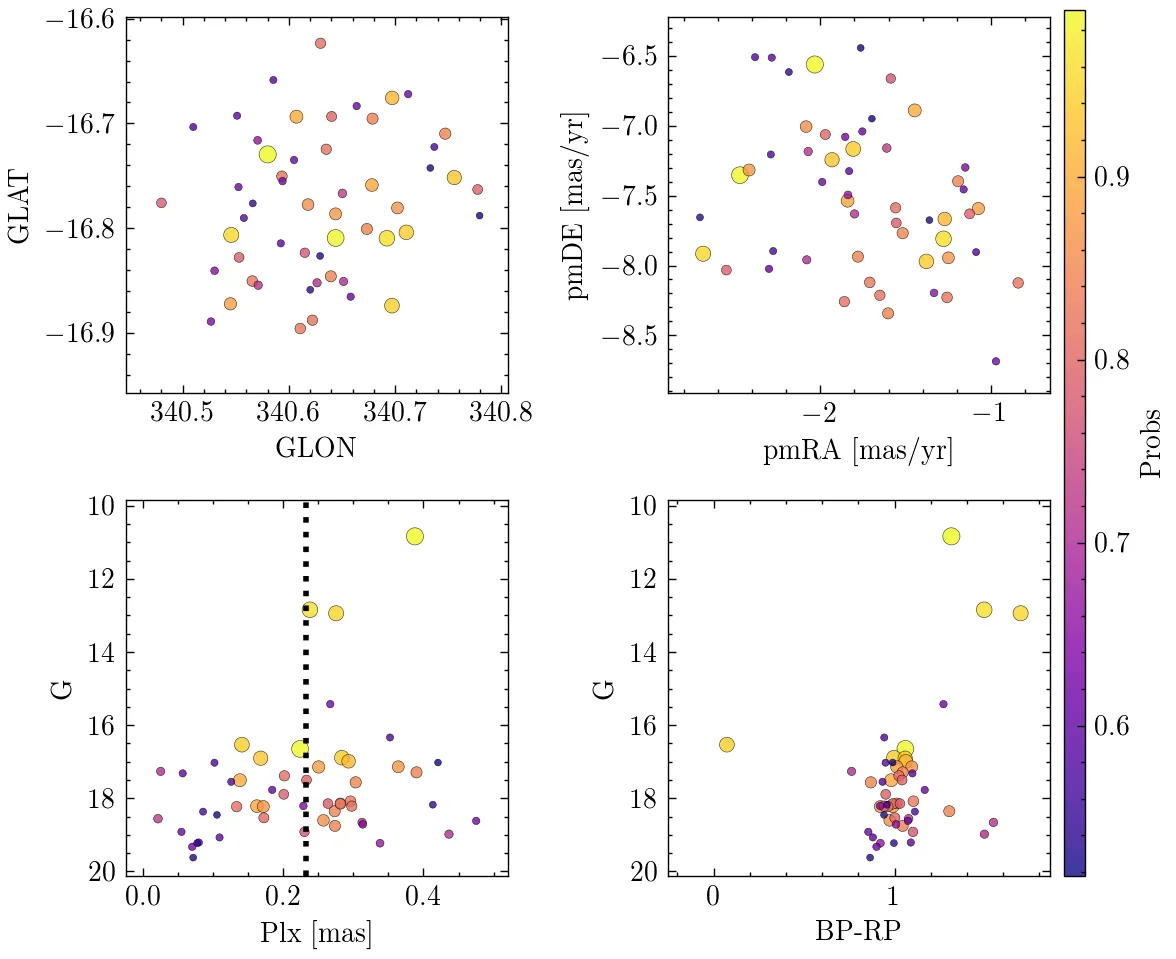 −16.6
−16.7
−16.8
−16.9
GLAT
340.5 340.6 340.7 340.8
GLON
−6.5
−7.0
−7.5
−8.0
−8.5
pmDE [mas/yr]
−2 −1
pmRA [mas/yr]
10
12
14
16
18
20
G
0.0 0.2 0.4
Plx [mas]
10
12
14
16
18
20
G
0 1
BP-RP
0.9
0.8
0.7
0.6
Probs